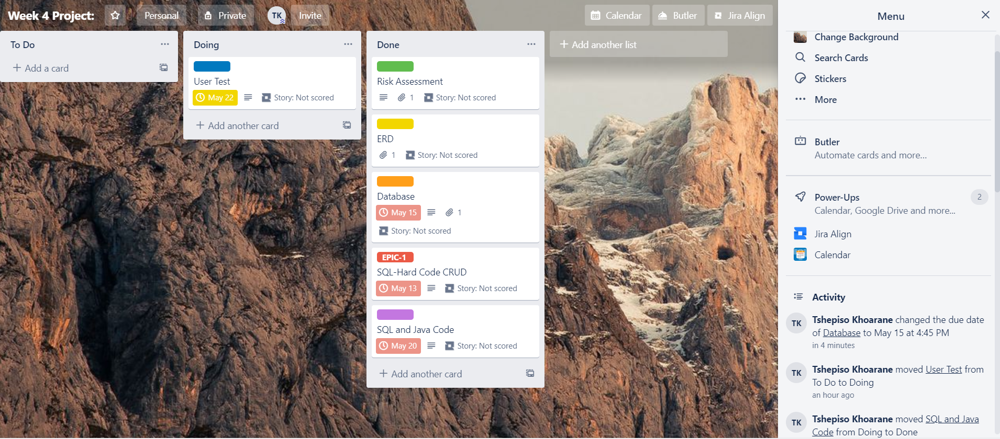 Week 4 Project:
Personal
Private
TK
Invite
Calendar
Butler
Jira Align
To Do
Add a card
Doing
User Test
May 22
Story: Not scored
Add another card
Done
Risk Assessment
1
Story: Not scored
ERD
1
Story: Not scored
Database
May 15
1
Story: Not scored
EPIC-1
SQL-Hard Code CRUD
May 13
Story: Not scored
SQL and Java Code
May 20
Story: Not scored
Add another card
Add another list
Menu
Change Background
Search Cards
Stickers
More
Butler
Automate cards and more...
Power-Ups
2
Calendar, Google Drive and more...
Jira Align
Calendar
Activity
TK
Tshepiso Khoarane changed the due date
of Database to May 15 at 4:45 PM
in 4 minutes
TK
Tshepiso Khoarane moved User Test from
To Do to Doing
an hour ago
TK
Tshepiso Khoarane moved SQL and Java
Code from Doing to Done